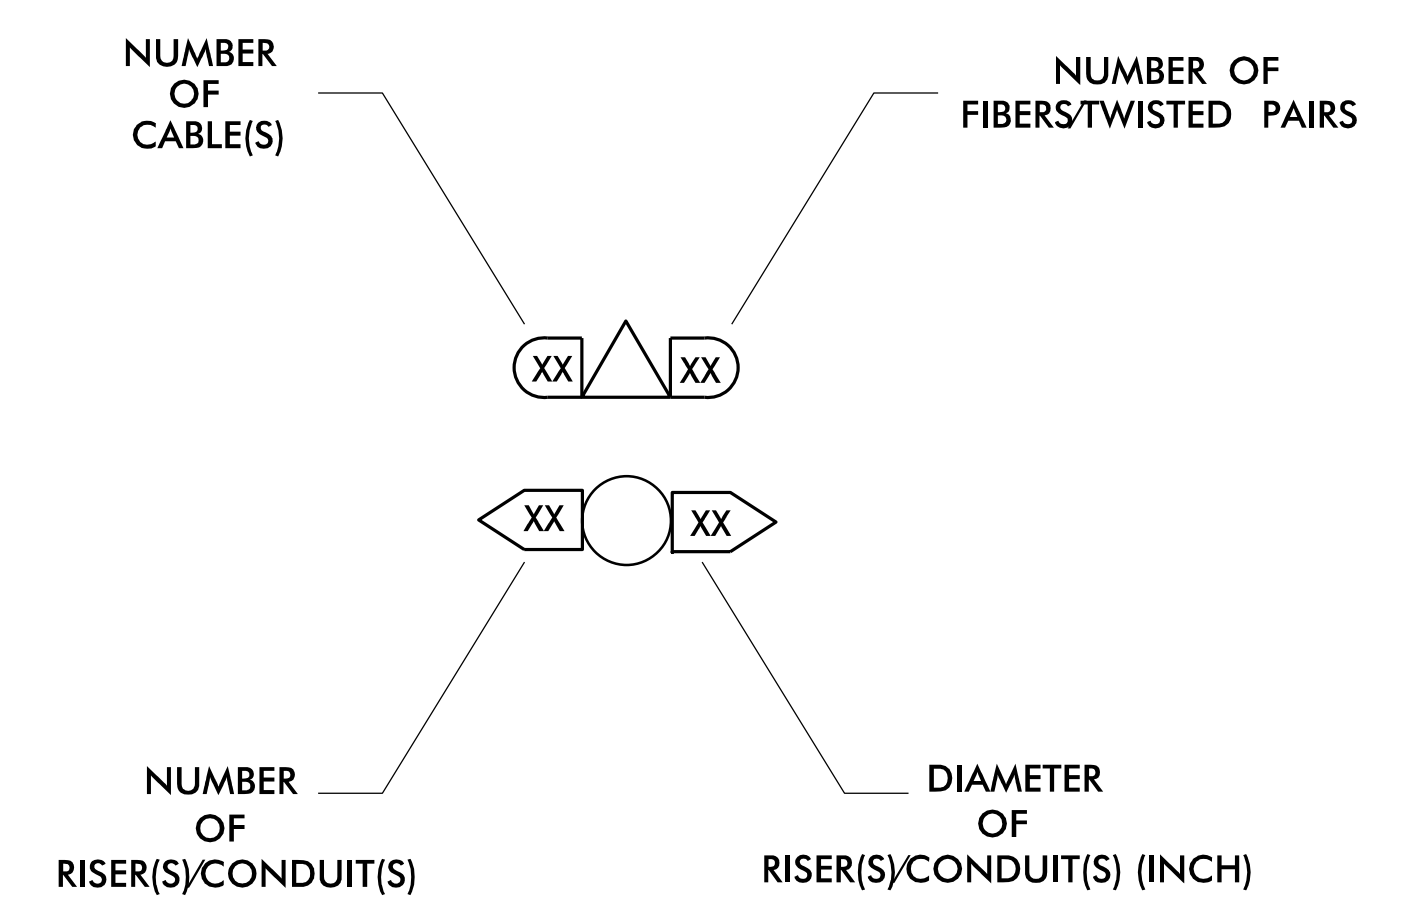 NUMBER
OF
CABLE(S)
NUMBER OF
FIBERS/TWISTED PAIRS
XX XX
XX XX
NUMBER
OF
RISER(S)/CONDUIT(S)
DIAMETER
OF
RISER(S)/CONDUIT(S) (INCH)